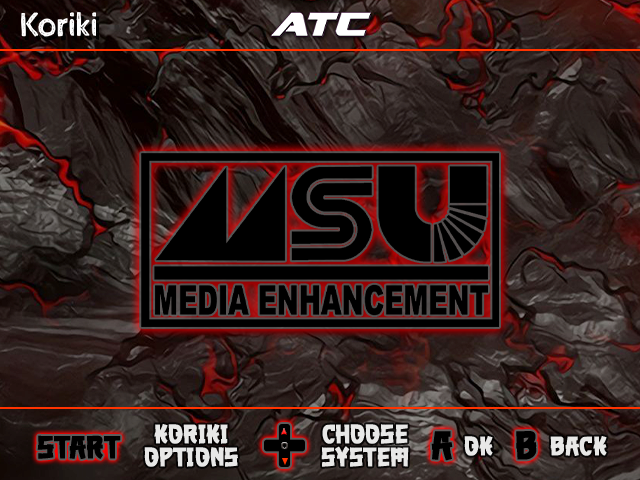 Koriki
ATC
MSU
MEDIA ENHANCEMENT
START
KORIKI
OPTIONS
CHOOSE
SYSTEM
A OK
B BACK